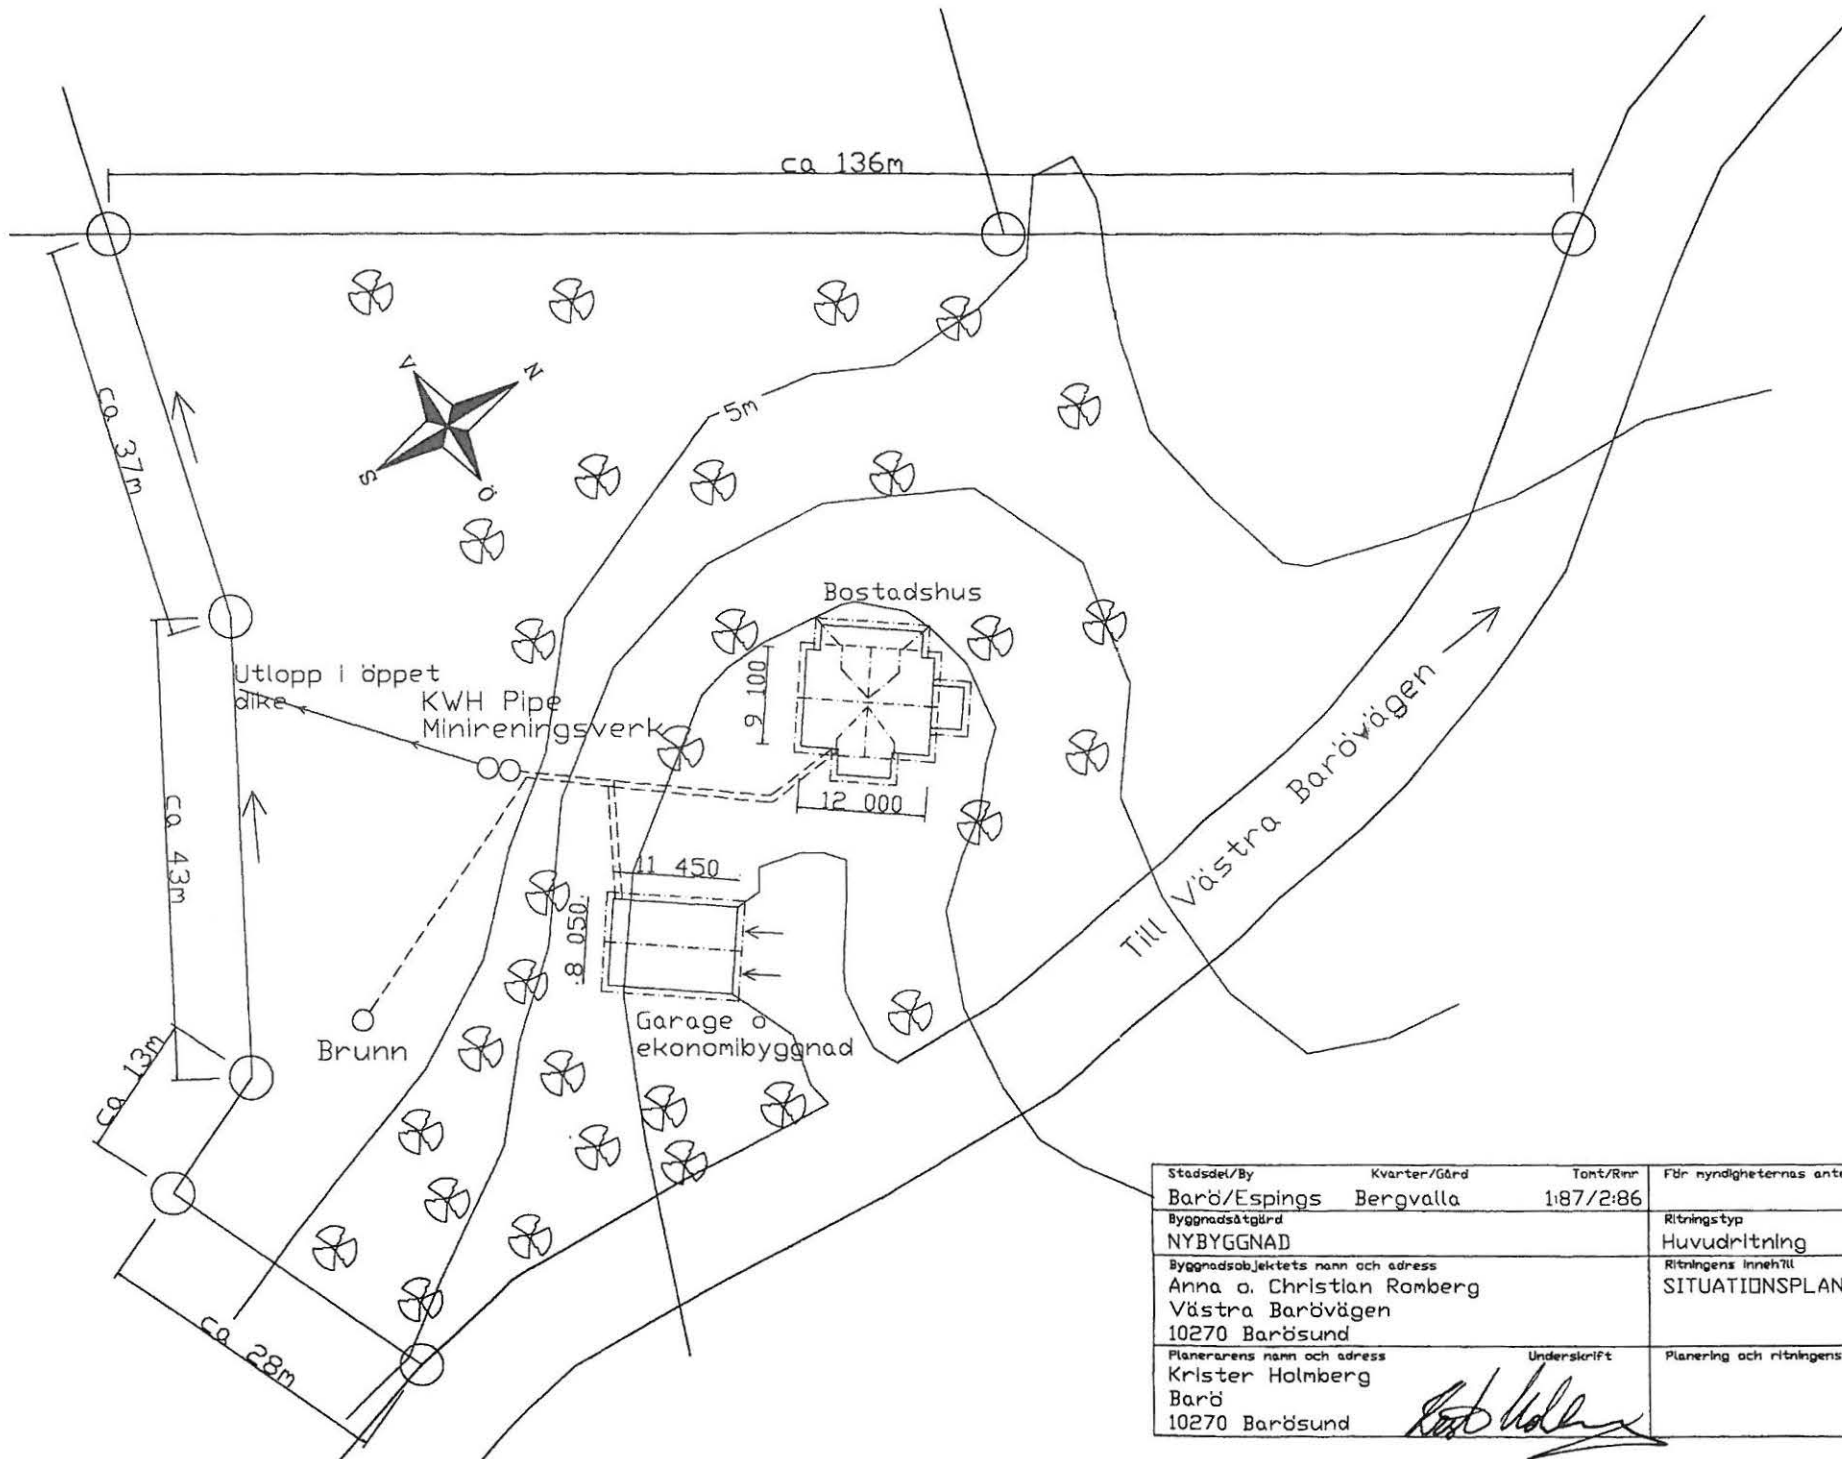 ca 136m
ca 37m
V
N
S
Ö
5m
Bostadshus
9 100
12 000
Utlopp i öppet
dike
KWH Pipe
Minireningsverk
ca 43m
11 450
8 050
Till Västra Barövägen
Garage o
ekonomibyggnad
Brunn
ca 13m
ca 28m
Stadsdel/By Kvarter/Gård Tomt/Rnr För myndigheternas ante
Barö/Espings Bergvalla 1:87/2:86
Byggnadsåtgärd Ritningstyp
NYBYGGNAD Huvudritning
Byggnadsobjektets namn och adress Ritningens inneh?ll
Anna o. Christian Romberg SITUATIONSPLAN
Västra Barövägen
10270 Barösund
Planerarens namn och adress Underskrift Planering och ritningens
Krister Holmberg
Barö
10270 Barösund